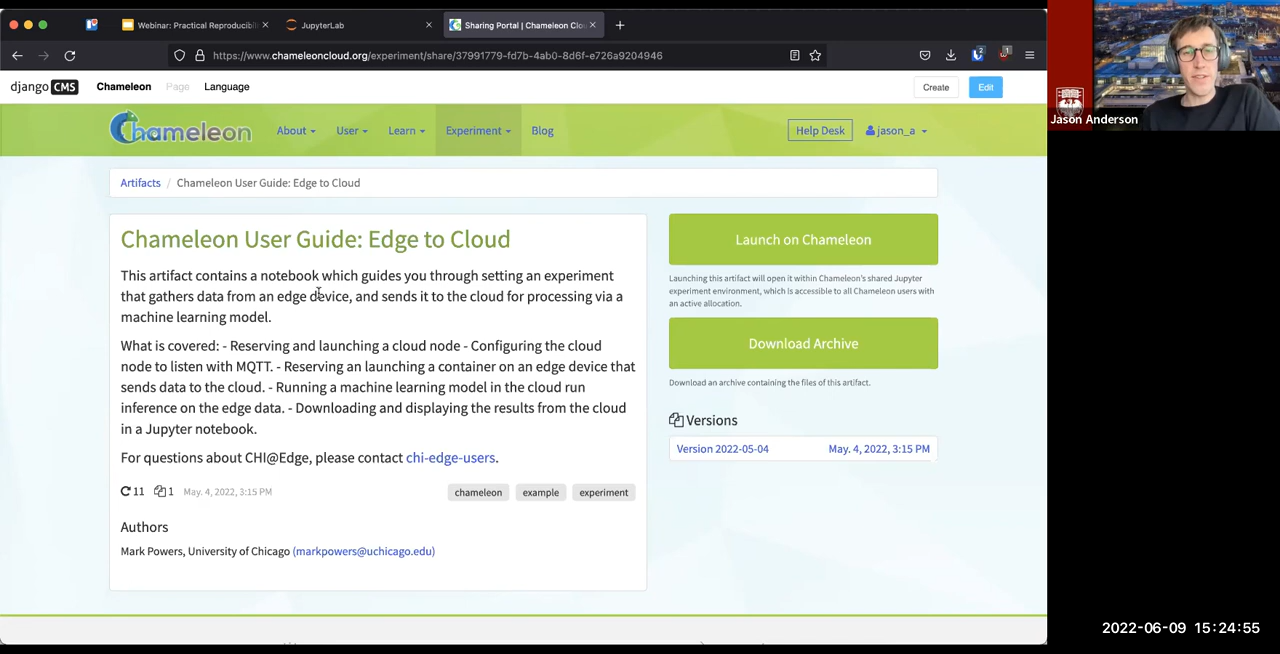 Webinar: Practical Reproducibil
JupyterLab
Sharing Portal | Chameleon Clou
https://www.chameleoncloud.org/experiment/share/37991779-fd7b-4ab0-8d6f-e726a9204946
2
1
django CMS
Chameleon
Page
Language
Create
Edit
Chameleon
About
User
Learn
Experiment
Blog
Help Desk
jason_a
Artifacts / Chameleon User Guide: Edge to Cloud
Chameleon User Guide: Edge to Cloud
This artifact contains a notebook which guides you through setting an experiment
that gathers data from an edge device, and sends it to the cloud for processing via a
machine learning model.
What is covered: - Reserving and launching a cloud node - Configuring the cloud
node to listen with MQTT. - Reserving an launching a container on an edge device that
sends data to the cloud. - Running a machine learning model in the cloud run
inference on the edge data. - Downloading and displaying the results from the cloud
in a Jupyter notebook.
For questions about CHI@Edge, please contact chi-edge-users.
11 1 May. 4, 2022, 3:15 PM
chameleon
example
experiment
Authors
Mark Powers, University of Chicago (markpowers@uchicago.edu)
Launch on Chameleon
Launching this artifact will open it within Chameleon's shared Jupyter
experiment environment, which is accessible to all Chameleon users with
an active allocation.
Download Archive
Download an archive containing the files of this artifact.
Versions
Version 2022-05-04 May. 4, 2022, 3:15 PM
Jason Anderson
2022-06-09 15:24:55